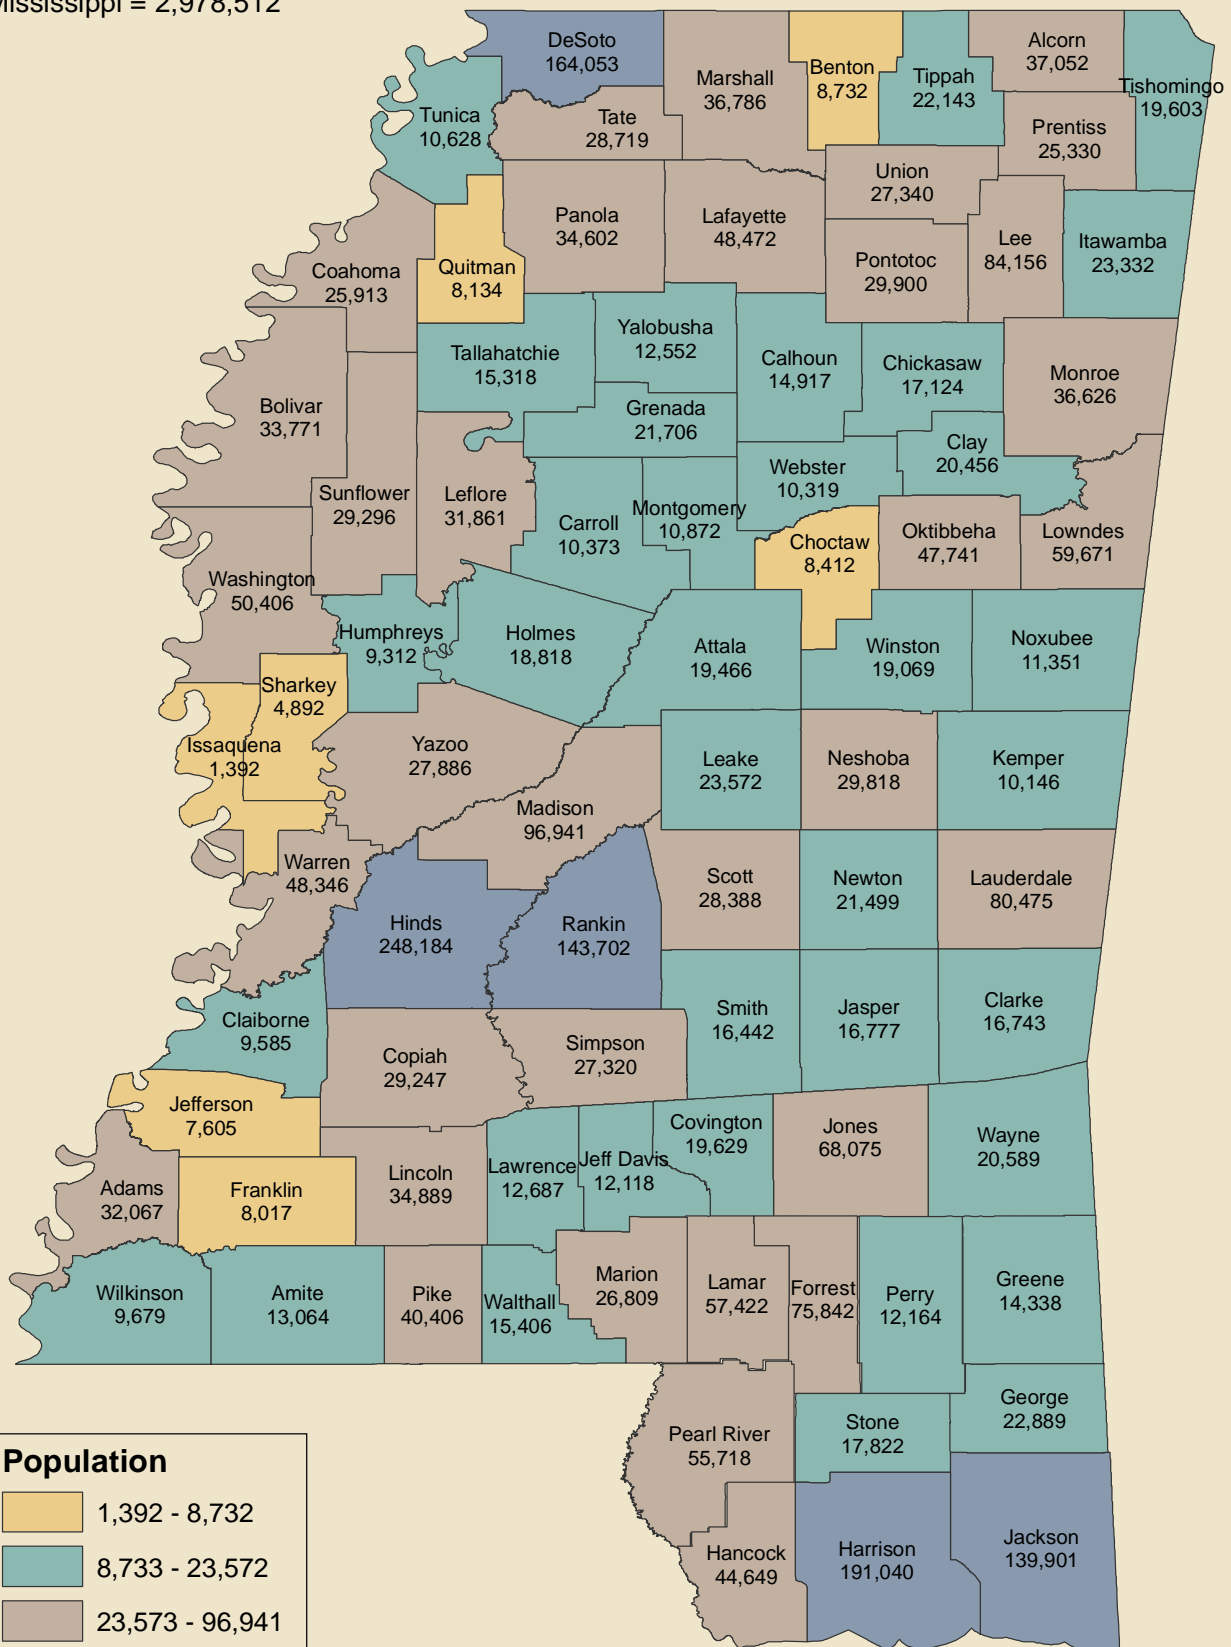 Mississippi = 2,978,512
DeSoto
164,053
Marshall
36,786
Benton
8,732
Tippah
22,143
Alcorn
37,052
Tishomingo
19,603
Tunica
10,628
Tate
28,719
Prentiss
25,330
Union
27,340
Panola
34,602
Lafayette
48,472
Coahoma
25,913
Quitman
8,134
Pontotoc
29,900
Lee
84,156
Itawamba
23,332
Tallahatchie
15,318
Yalobusha
12,552
Calhoun
14,917
Chickasaw
17,124
Monroe
36,626
Bolivar
33,771
Grenada
21,706
Clay
20,456
Sunflower
29,296
Leflore
31,861
Webster
10,319
Carroll
10,373
Montgomery
10,872
Choctaw
8,412
Oktibbeha
47,741
Lowndes
59,671
Washington
50,406
Humphreys
9,312
Holmes
18,818
Attala
19,466
Winston
19,069
Noxubee
11,351
Sharkey
4,892
Issaquena
1,392
Yazoo
27,886
Leake
23,572
Neshoba
29,818
Kemper
10,146
Madison
96,941
Warren
48,346
Hinds
248,184
Rankin
143,702
Scott
28,388
Newton
21,499
Lauderdale
80,475
Claiborne
9,585
Copiah
29,247
Simpson
27,320
Smith
16,442
Jasper
16,777
Clarke
16,743
Jefferson
7,605
Covington
19,629
Jones
68,075
Wayne
20,589
Adams
32,067
Franklin
8,017
Lincoln
34,889
Lawrence
12,687
Jeff Davis
12,118
Wilkinson
9,679
Amite
13,064
Pike
40,406
Walthall
15,406
Marion
26,809
Lamar
57,422
Forrest
75,842
Perry
12,164
Greene
14,338
George
22,889
Pearl River
55,718
Stone
17,822
Hancock
44,649
Harrison
191,040
Jackson
139,901
Population
1,392 - 8,732
8,733 - 23,572
23,573 - 96,941